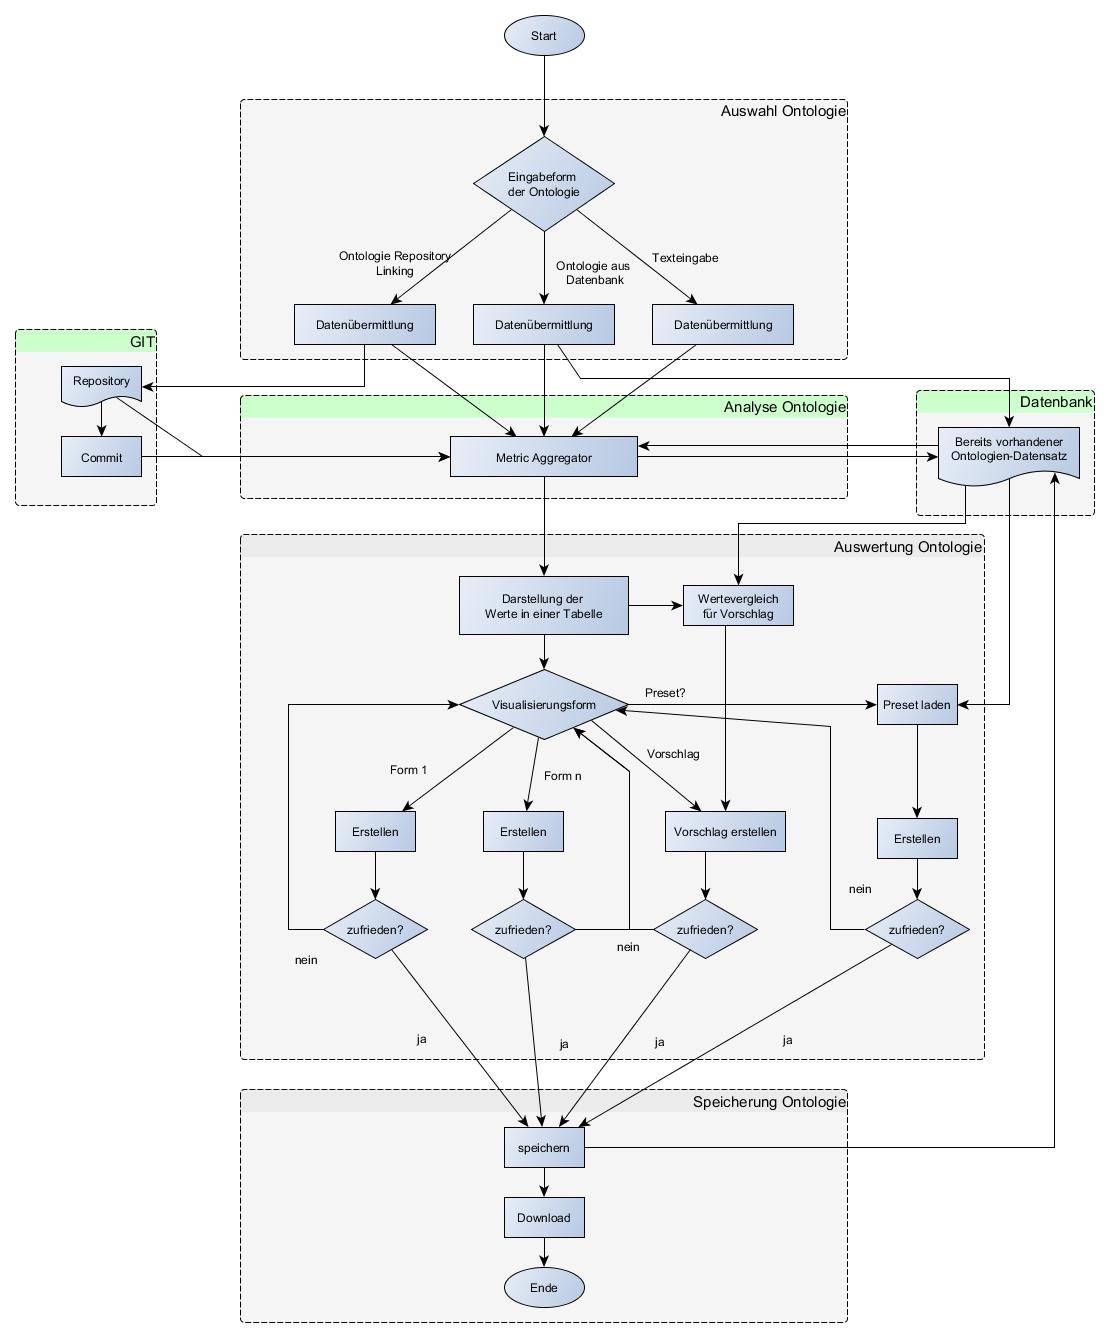 Start
Auswahl Ontologie
Eingabeform
der Ontologie
Ontologie Repository
Linking
Ontologie aus
Datenbank
Texteingabe
Datenübermittlung
Datenübermittlung
Datenübermittlung
GIT
Repository
Commit
Analyse Ontologie
Metric Aggregator
Datenbank
Bereits vorhandener
Ontologien-Datensatz
Auswertung Ontologie
Darstellung der
Werte in einer Tabelle
Wertevergleich
für Vorschlag
Visualisierungsform
Preset?
Preset laden
Form 1
Form n
Vorschlag
Erstellen
Erstellen
Vorschlag erstellen
Erstellen
nein
zufrieden?
zufrieden?
zufrieden?
zufrieden?
nein
nein
ja
ja
ja
ja
Speicherung Ontologie
speichern
Download
Ende